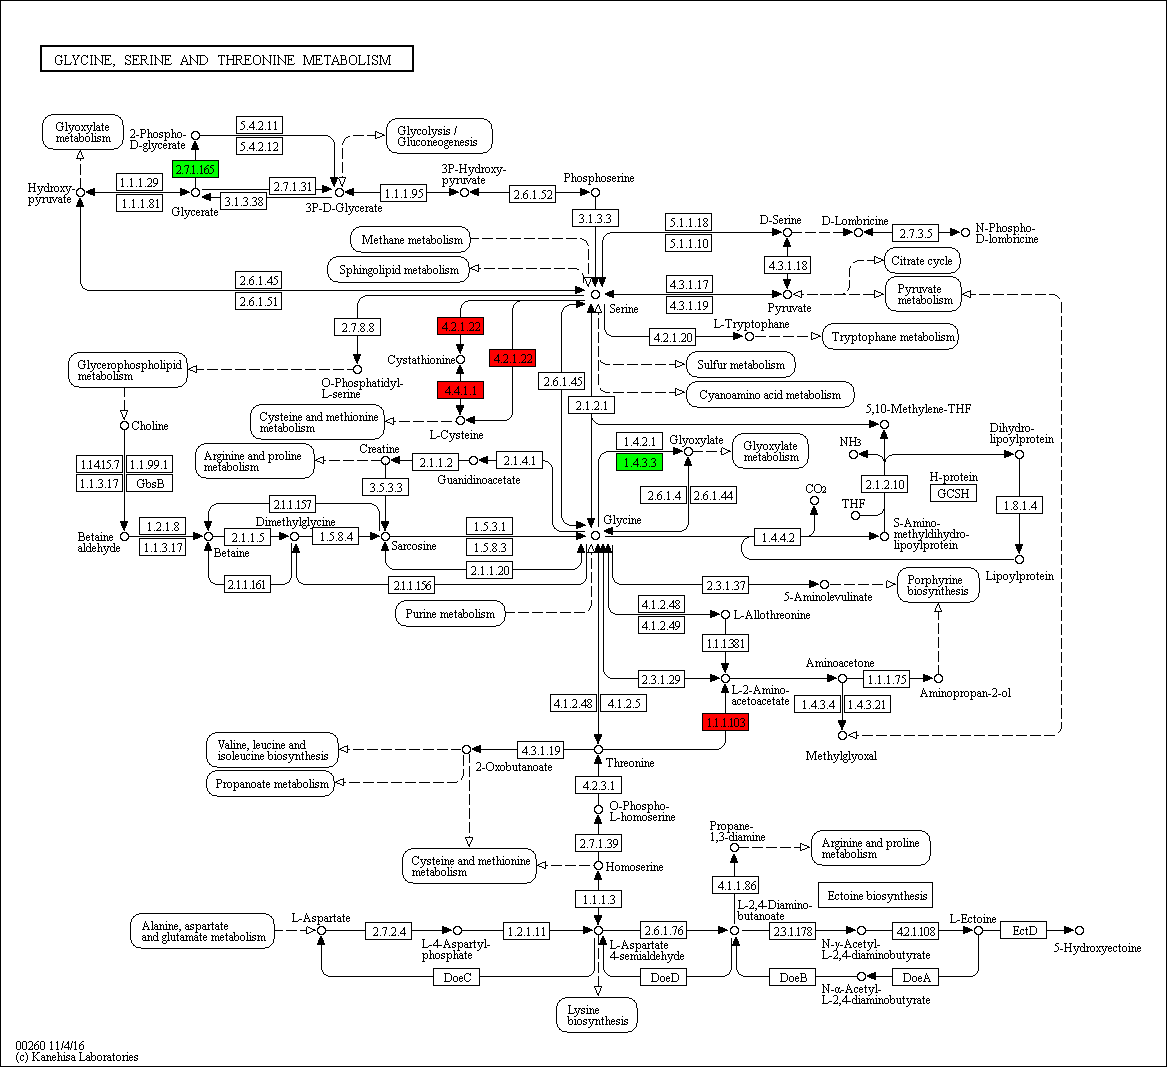 GLYCINE, SERINE AND THREONINE METABOLISM
Glyoxylate
metabolism
2-Phospho-
D-glycerate
5.4.2.11
5.4.2.12
Glycolysis /
Gluconeogenesis
2.7.1.165
Hydroxy-
pyruvate
1.1.1.29
1.1.1.81
Glycerate
2.7.1.31
3.1.3.38
3P-D-Glycerate
1.1.1.95
3P-Hydroxy-
pyruvate
2.6.1.52
Phosphoserine
3.1.3.3
Methane metabolism
Sphingolipid metabolism
5.1.1.18
5.1.1.10
D-Serine
D-Lombricine
2.7.3.5
N-Phospho-
D-lombricine
4.3.1.18
Citrate cycle
2.6.1.45
2.6.1.51
4.3.1.17
4.3.1.19
Pyruvate
Pyruvate
metabolism
Serine
2.7.8.8
4.2.1.22
4.2.1.22
L-Tryptophane
4.2.1.20
Tryptophane metabolism
Cystathionine
Glycerophospholipid
metabolism
Sulfur metabolism
O-Phosphatidyl-
L-serine
4.4.1.1
2.6.1.45
Cyanoamino acid metabolism
2.1.2.1
5,10-Methylene-THF
Choline
Cysteine and methionine
metabolism
L-Cysteine
1.4.2.1
Glyoxylate
1.4.3.3
Glyoxylate
metabolism
NH3
Dihydro-
lipoylprotein
Arginine and proline
metabolism
Creatine
2.1.1.2
2.1.4.1
Guanidinoacetate
1.14.15.7
1.1.99.1
1.1.3.17
GbsB
3.5.3.3
2.6.1.4
2.6.1.44
CO2
2.1.2.10
H-protein
GCSH
THF
1.8.1.4
2.1.1.157
Dimethylglycine
Betaine
aldehyde
1.2.1.8
1.1.3.17
2.1.1.5
Betaine
1.5.8.4
Sarcosine
1.5.3.1
1.5.8.3
Glycine
1.4.4.2
S-Amino-
methyldihydro-
lipoylprotein
2.1.1.20
2.1.1.161
2.1.1.156
2.3.1.37
5-Aminolevulinate
Porphyrine
biosynthesis
Lipoylprotein
Purine metabolism
4.1.2.48
4.1.2.49
L-Allothreonine
1.1.1.381
2.3.1.29
Aminoacetone
1.1.1.75
Aminopropan-2-ol
L-2-Amino-
acetoacetate
4.1.2.48
4.1.2.5
1.4.3.4
1.4.3.21
1.1.1.103
Methylglyoxal
Valine, leucine and
isoleucine biosynthesis
4.3.1.19
2-Oxobutanoate
Threonine
Propanoate metabolism
4.2.3.1
O-Phospho-
L-homoserine
2.7.1.39
Propane-
1,3-diamine
Arginine and proline
metabolism
Cysteine and methionine
metabolism
Homoserine
4.1.1.86
Ectoine biosynthesis
1.1.1.3
L-2,4-Diamino-
butanoate
Alanine, aspartate
and glutamate metabolism
L-Aspartate
2.7.2.4
L-4-Aspartyl-
phosphate
1.2.1.11
L-Aspartate
4-semialdehyde
2.6.1.76
2.3.1.178
N-γ-Acetyl-
L-2,4-diaminobutyrate
4.2.1.108
L-Ectoine
EctD
5-Hydroxyectoine
DoeC
DoeD
DoeB
DoeA
N-α-Acetyl-
L-2,4-diaminobutyrate
Lysine
biosynthesis
00260 11/4/16
(c) Kanehisa Laboratories